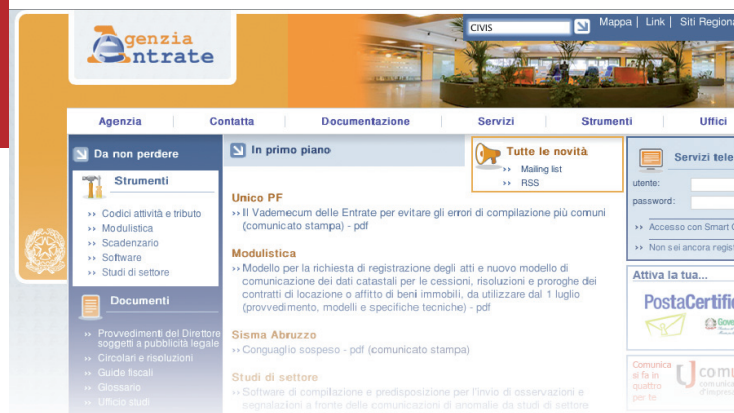 CIVIS
Mappa | Link | Siti Regiona
genzia
ntrate
Agenzia
Contatta
Documentazione
Servizi
Strumenti
Uffici
Da non perdere
Strumenti
›› Codici attività e tributo
›› Modulistica
›› Scadenzario
›› Software
›› Studi di settore
Documenti
›› Provvedimenti del Direttore
soggetti a pubblicità legale
›› Circolari e risoluzioni
›› Guide fiscali
›› Glossario
›› Ufficio studi
In primo piano
Unico PF
›› Il Vademecum delle Entrate per evitare gli errori di compilazione più comuni
(comunicato stampa) - pdf
Modulistica
›› Modello per la richiesta di registrazione degli atti e nuovo modello di
comunicazione dei dati catastali per le cessioni, risoluzioni e proroghe dei
contratti di locazione o affitto di beni immobili, da utilizzare dal 1 luglio
(provvedimento, modelli e specifiche tecniche) - pdf
Sisma Abruzzo
›› Conguaglio sospeso - pdf (comunicato stampa)
Studi di settore
›› Software di compilazione e predisposizione per l'invio di osservazioni e
segnalazioni a fronte delle comunicazioni di anomalie da studi di settore
Tutte le novità
›› Mailing list
›› RSS
Servizi tele
utente:
password:
›› Accesso con Smart C
›› Non sei ancora regist
Attiva la tua...
PostaCertific
Gove
Comunica
si fa in
quattro
per te
comu
comunicat
d'impres